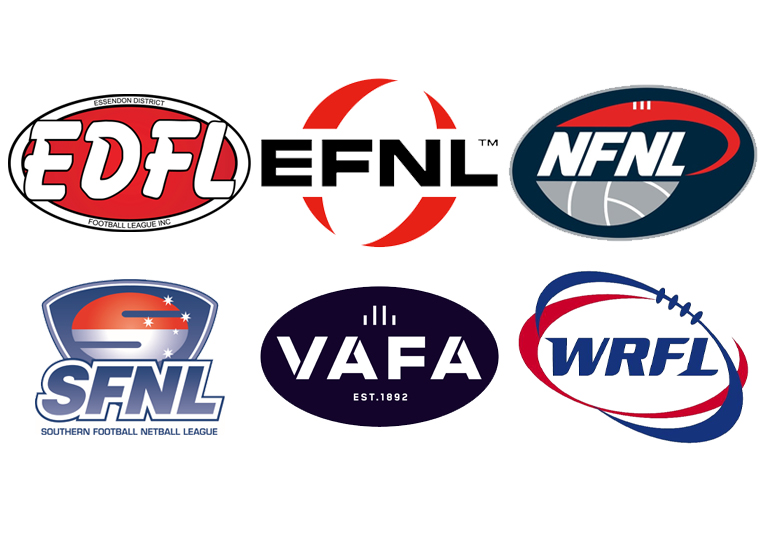 ESSENDON DISTRICT
EDFL
FOOTBALL LEAGUE INC
EFNL™
NFNL
SFNL
SOUTHERN FOOTBALL NETBALL LEAGUE
VAFA
EST.1892
WRFL